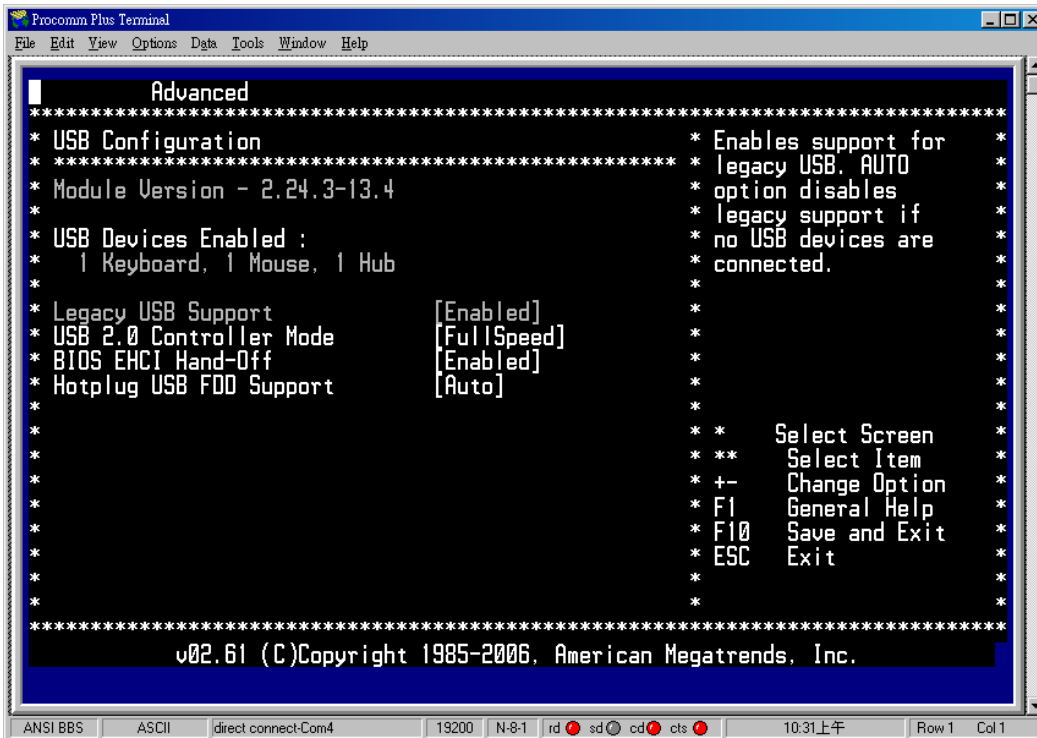 Procomm Plus Terminal
File Edit View Options Data Tools Window Help
Advanced
********************************************************************************
* USB Configuration * Enables support for *
* *************************************************** * legacy USB. AUTO *
* Module Version - 2.24.3-13.4 * option disables *
* * legacy support if *
* USB Devices Enabled : * no USB devices are *
* 1 Keyboard, 1 Mouse, 1 Hub * connected. *
* * *
* Legacy USB Support [Enabled] * *
* USB 2.0 Controller Mode [FullSpeed] * *
* BIOS EHCI Hand-Off [Enabled] * *
* Hotplug USB FDD Support [Auto] * *
* * *
* * * Select Screen *
* * ** Select Item *
* * +- Change Option *
* * F1 General Help *
* * F10 Save and Exit *
* * ESC Exit *
* * *
* * *
********************************************************************************
v02.61 (C)Copyright 1985-2006, American Megatrends, Inc.
ANSI BBS ASCII direct connect-Com4 19200 N-8-1 rd sd cd cts 10:31上午 Row 1 Col 1